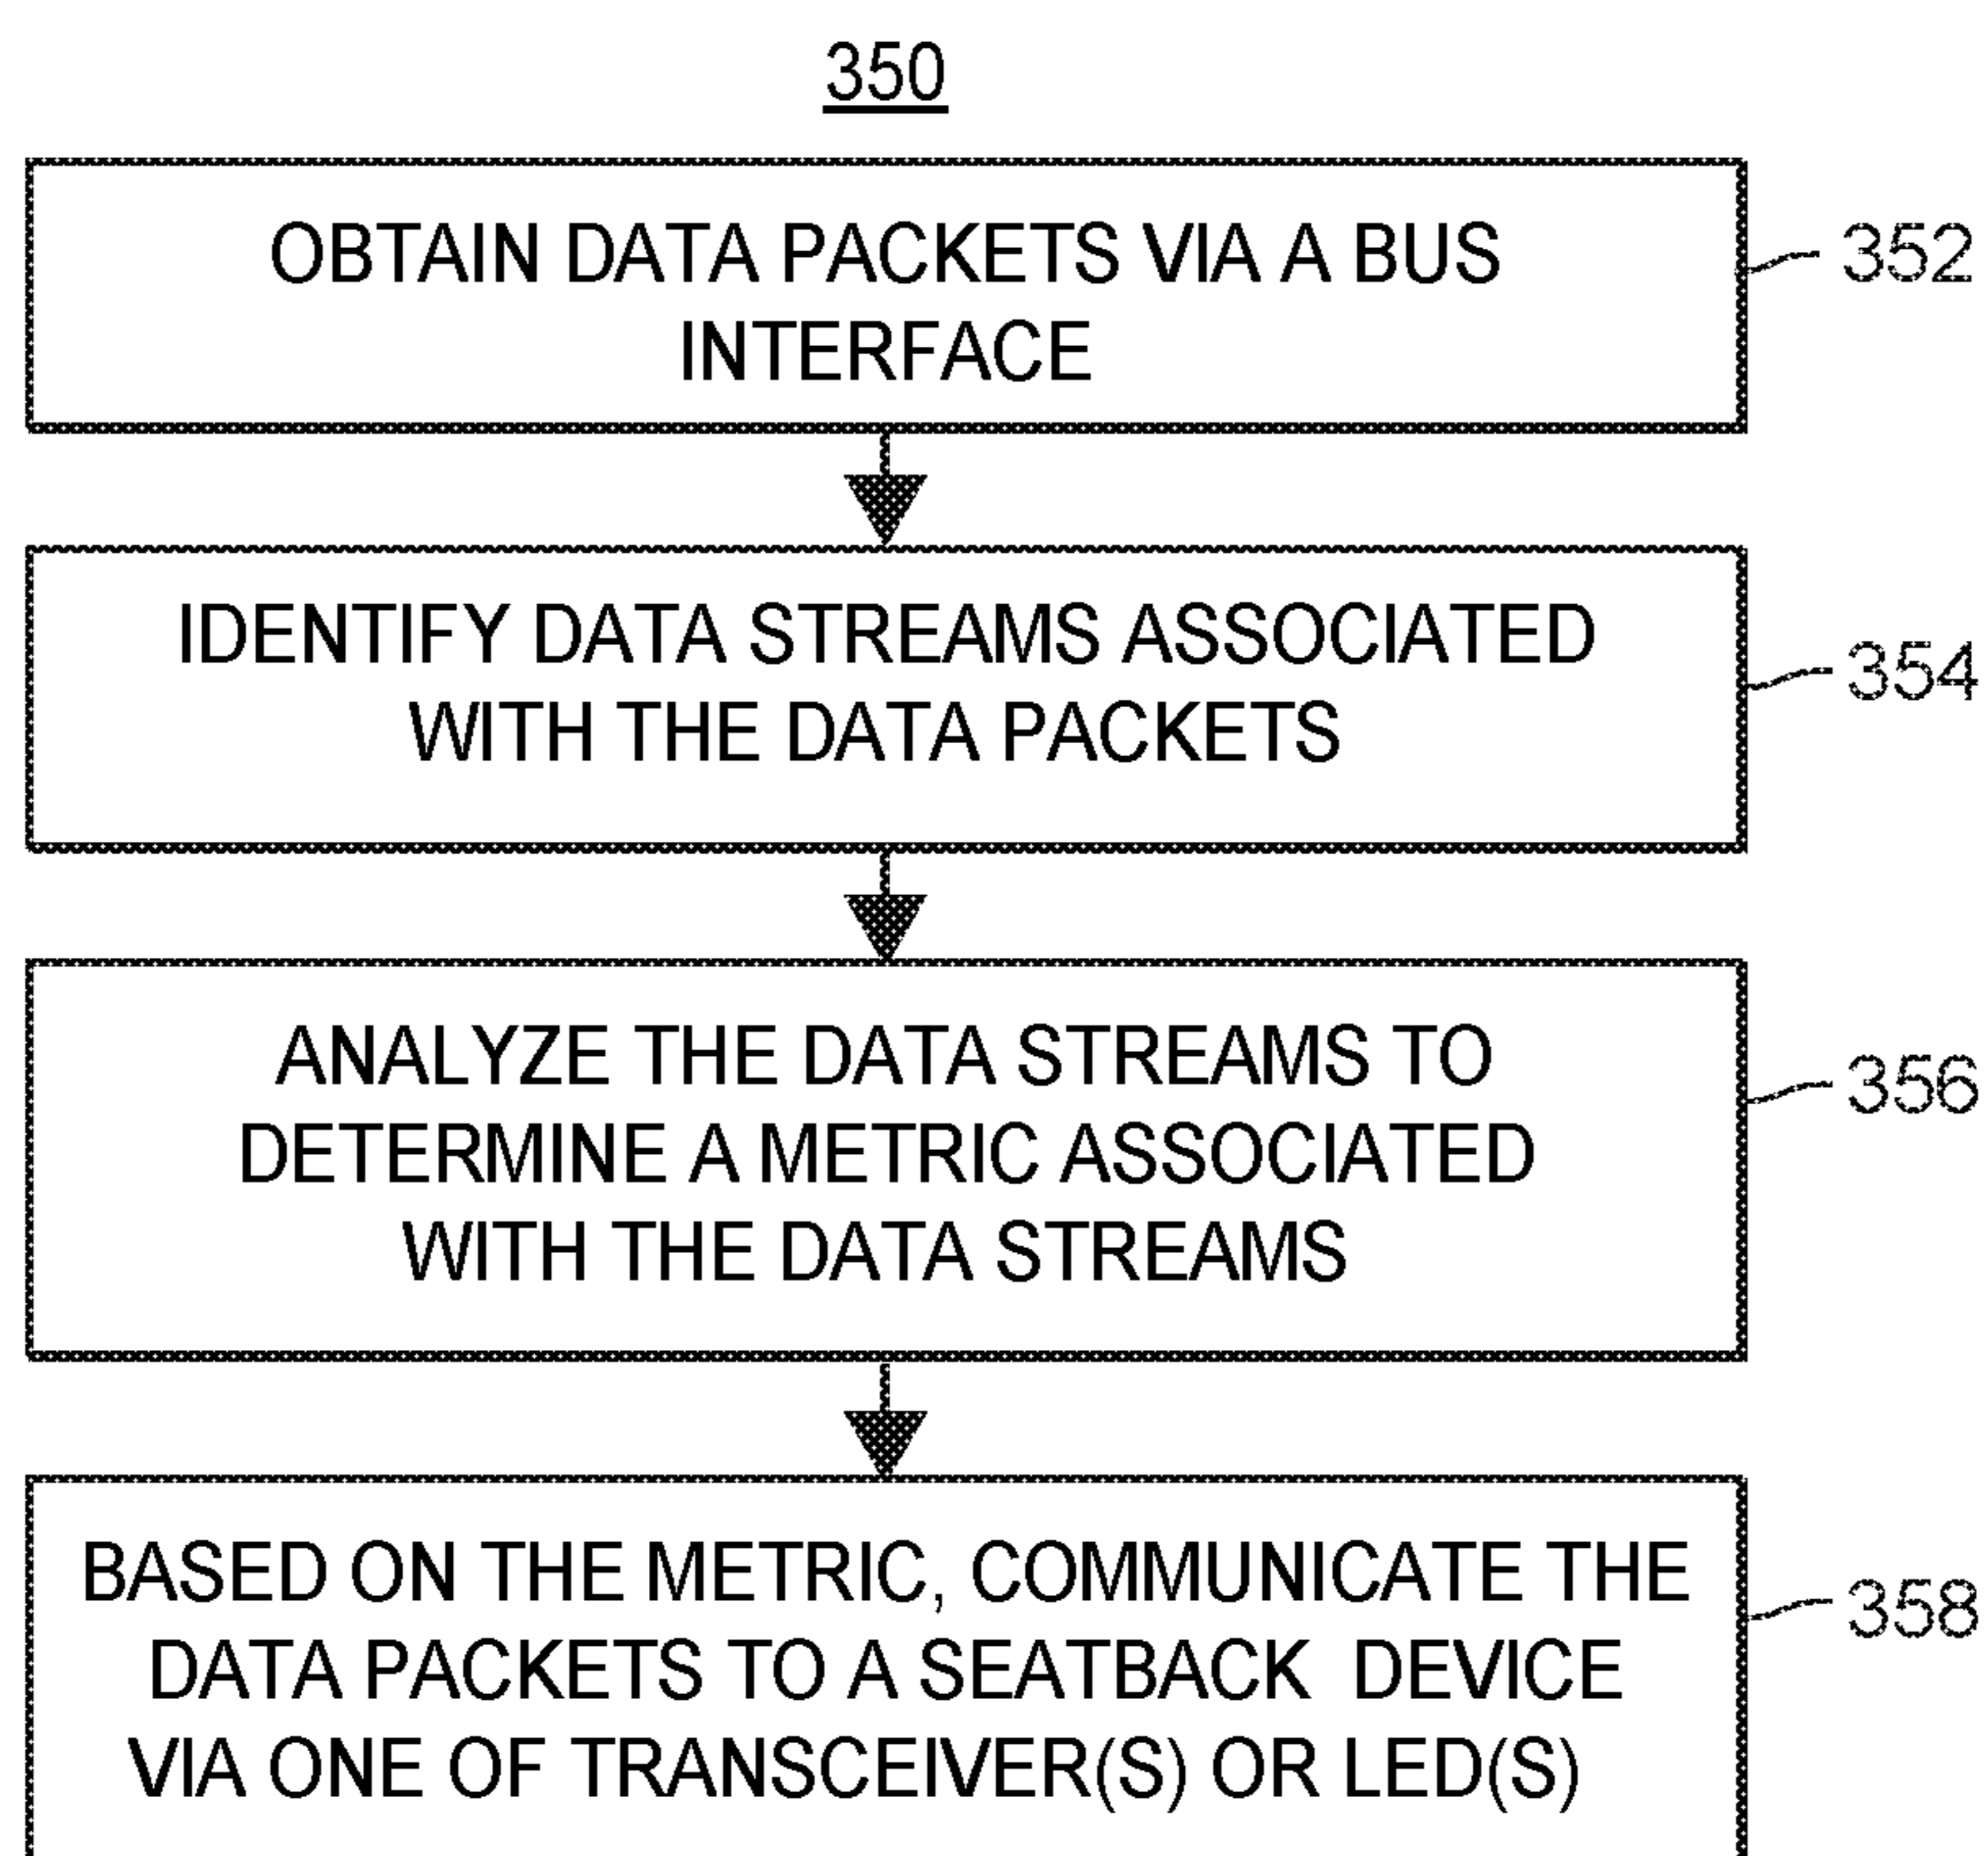 350
OBTAIN DATA PACKETS VIA A BUS
INTERFACE
352
IDENTIFY DATA STREAMS ASSOCIATED
WITH THE DATA PACKETS
354
ANALYZE THE DATA STREAMS TO
DETERMINE A METRIC ASSOCIATED
WITH THE DATA STREAMS
356
BASED ON THE METRIC, COMMUNICATE THE
DATA PACKETS TO A SEATBACK DEVICE
VIA ONE OF TRANSCEIVER(S) OR LED(S)
358